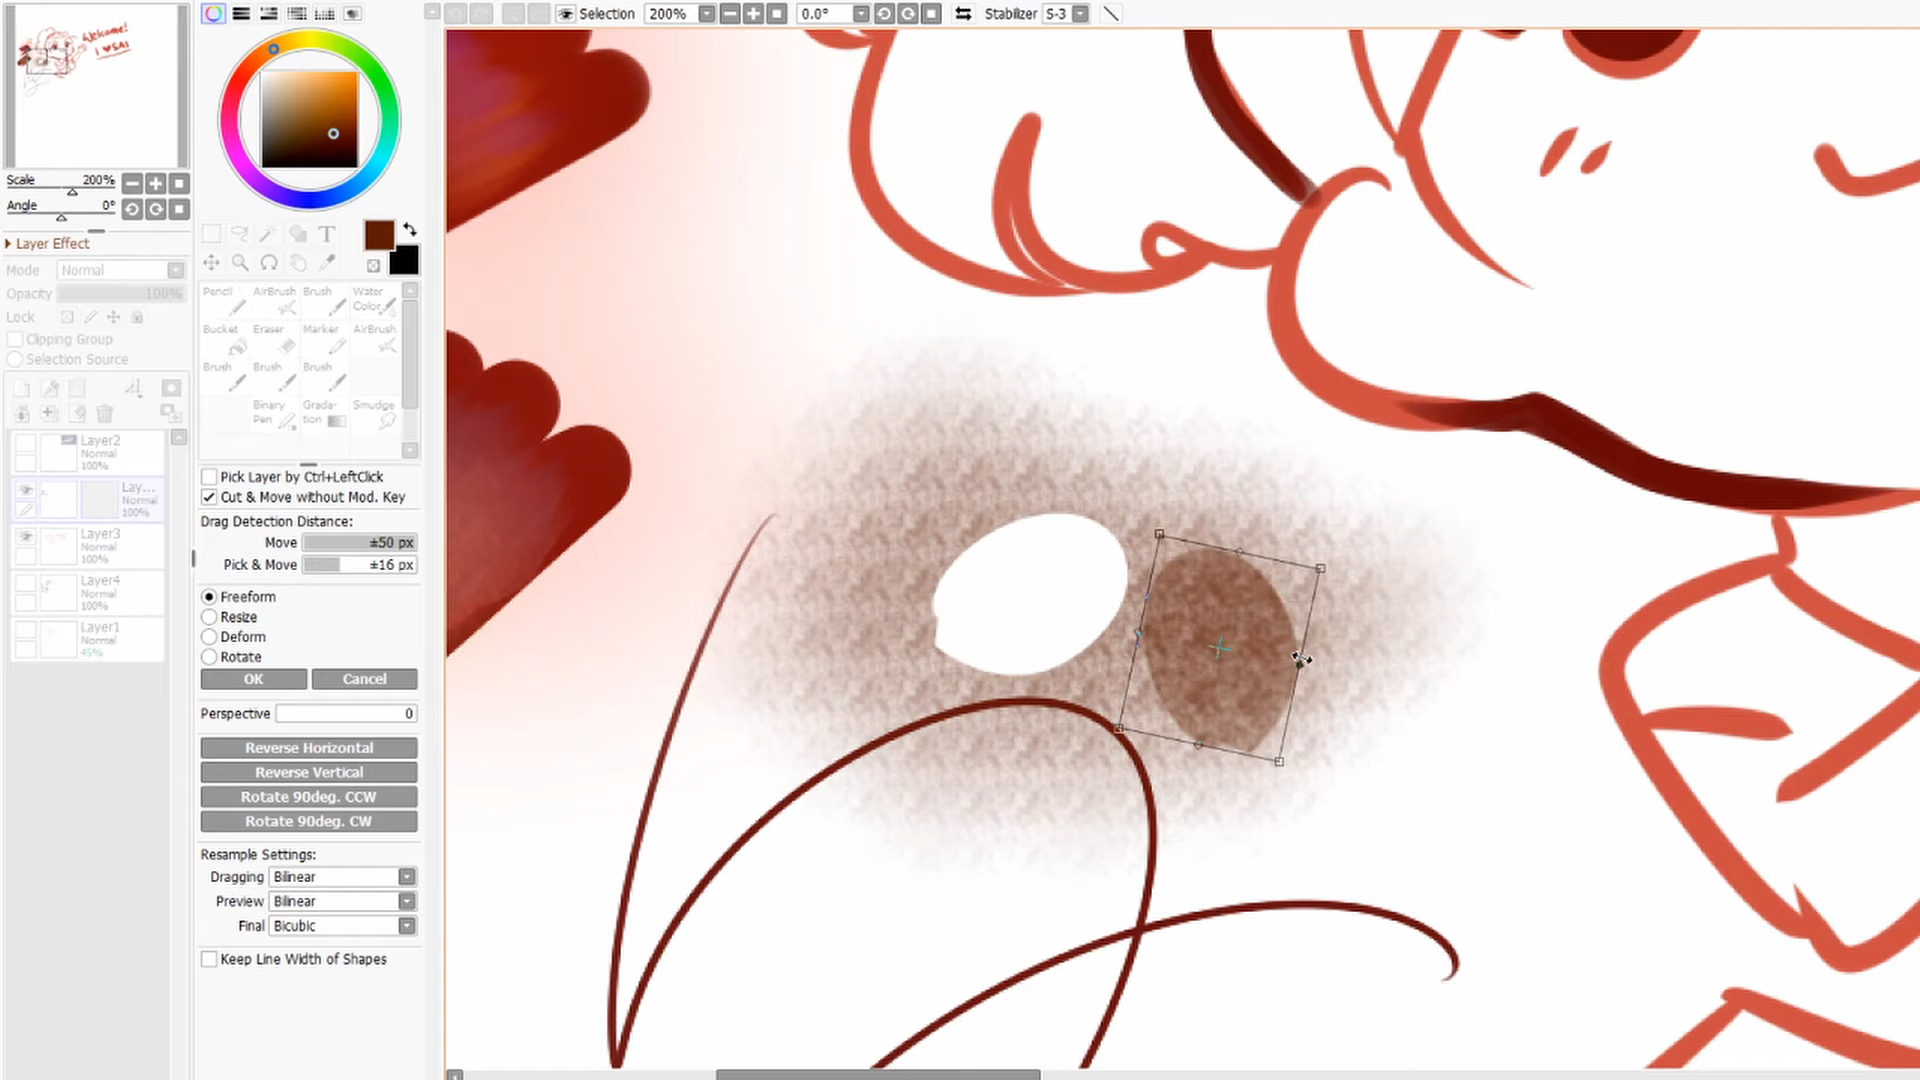 Selection 200% 0.0° Stabilizer S-3
Welcome!
I ♥ SAI
Scale 200%
Angle 0°
Layer Effect
Mode Normal
Opacity 100%
Lock
Clipping Group
Selection Source
Layer2
Normal
100%
Lay...
Normal
100%
Layer3
Normal
100%
Layer4
Normal
100%
Layer1
Normal
45%
T
Pencil AirBrush Brush Water Color
Bucket Eraser Marker AirBrush
Brush Brush Brush
Binary Pen Grada-tion Smudge
Pick Layer by Ctrl+LeftClick
Cut & Move without Mod. Key
Drag Detection Distance:
Move ±50 px
Pick & Move ±16 px
Freeform
Resize
Deform
Rotate
OK Cancel
Perspective 0
Reverse Horizontal
Reverse Vertical
Rotate 90deg. CCW
Rotate 90deg. CW
Resample Settings:
Dragging Bilinear
Preview Bilinear
Final Bicubic
Keep Line Width of Shapes